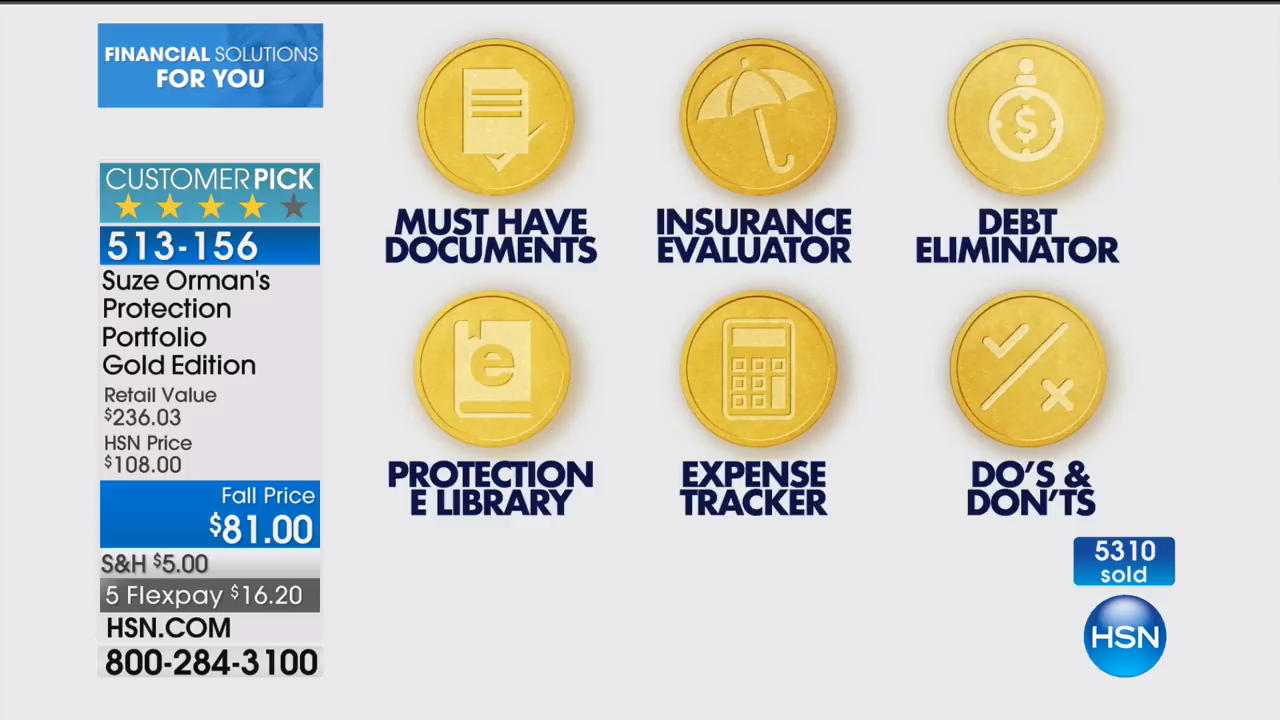 FINANCIAL SOLUTIONS
FOR YOU
CUSTOMER PICK
513-156
Suze Orman's
Protection
Portfolio
Gold Edition
Retail Value
$236.03
HSN Price
$108.00
Fall Price
$81.00
S&H $5.00
5 Flexpay $16.20
HSN.COM
800-284-3100
MUST HAVE
DOCUMENTS
INSURANCE
EVALUATOR
$
DEBT
ELIMINATOR
e
PROTECTION
E LIBRARY
EXPENSE
TRACKER
DO'S &
DON'TS
5310
sold
HSN